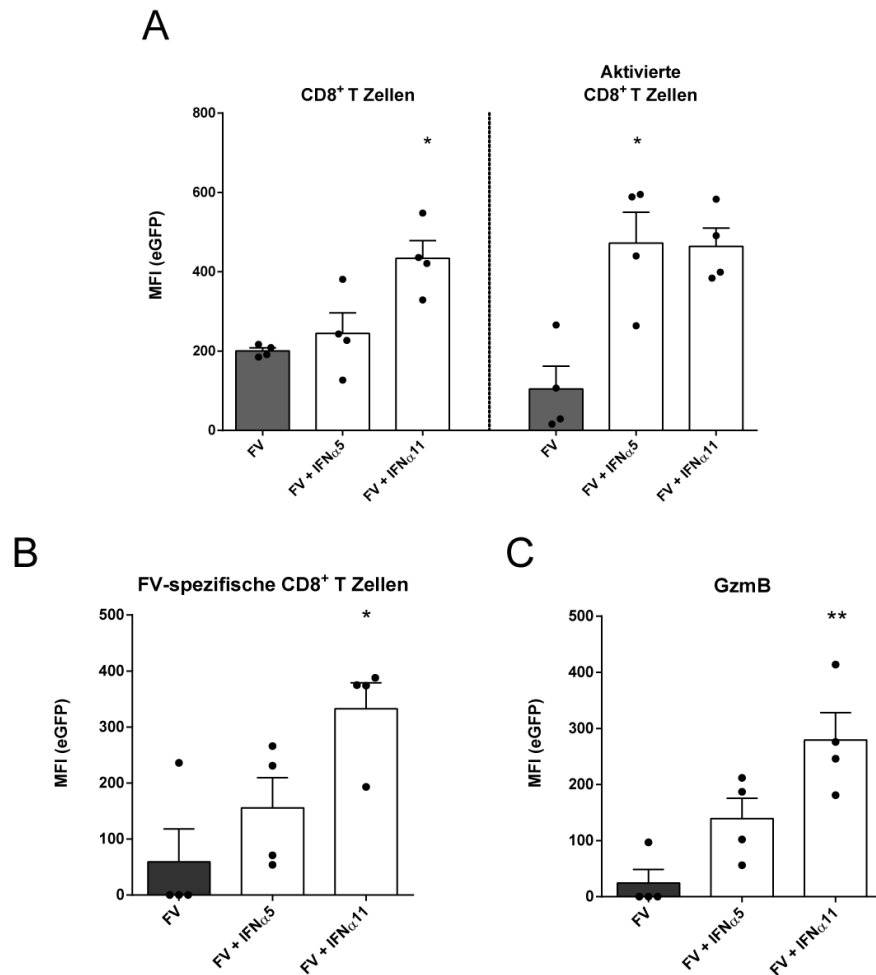 A
CD8⁺ T Zellen
Aktivierte
CD8⁺ T Zellen
MFI (eGFP)
800
600
400
200
0
*
*
FV
FV + IFNα5
FV + IFNα11
FV
FV + IFNα5
FV + IFNα11
B
FV-spezifische CD8⁺ T Zellen
MFI (eGFP)
500
400
300
200
100
0
*
FV
FV + IFNα5
FV + IFNα11
C
GzmB
MFI (eGFP)
500
400
300
200
100
0
**
FV
FV + IFNα5
FV + IFNα11